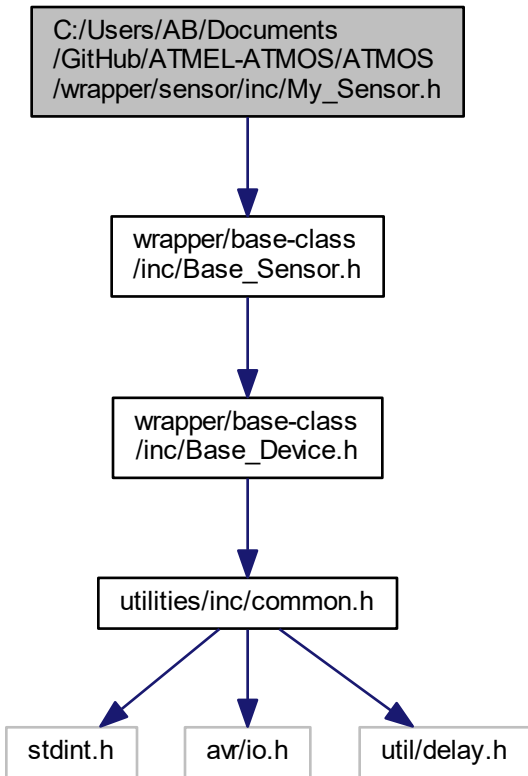 C:/Users/AB/Documents
/GitHub/ATMEL-ATMOS/ATMOS
/wrapper/sensor/inc/My_Sensor.h
wrapper/base-class
/inc/Base_Sensor.h
wrapper/base-class
/inc/Base_Device.h
utilities/inc/common.h
stdint.h
avr/io.h
util/delay.h